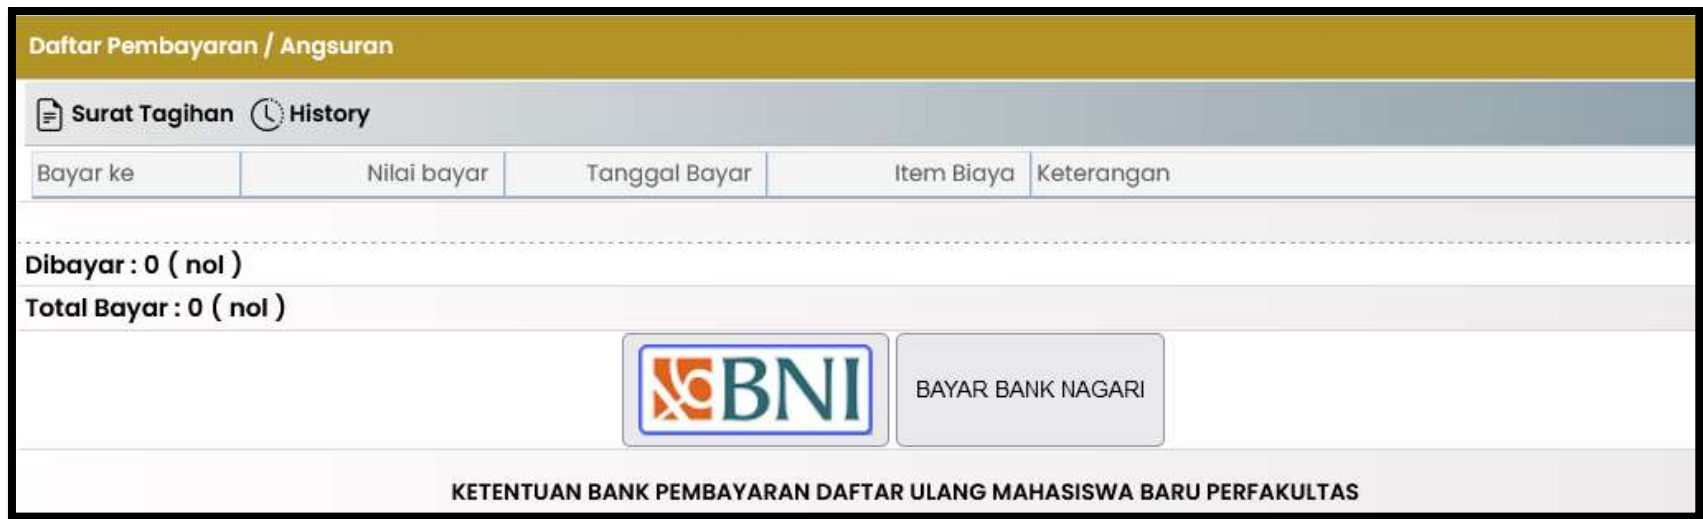 Daftar Pembayaran / Angsuran
Surat Tagihan History
Bayar ke Nilai bayar Tanggal Bayar Item Biaya Keterangan
Dibayar : 0 ( nol )
Total Bayar : 0 ( nol )
BNI BAYAR BANK NAGARI
KETENTUAN BANK PEMBAYARAN DAFTAR ULANG MAHASISWA BARU PERFAKULTAS